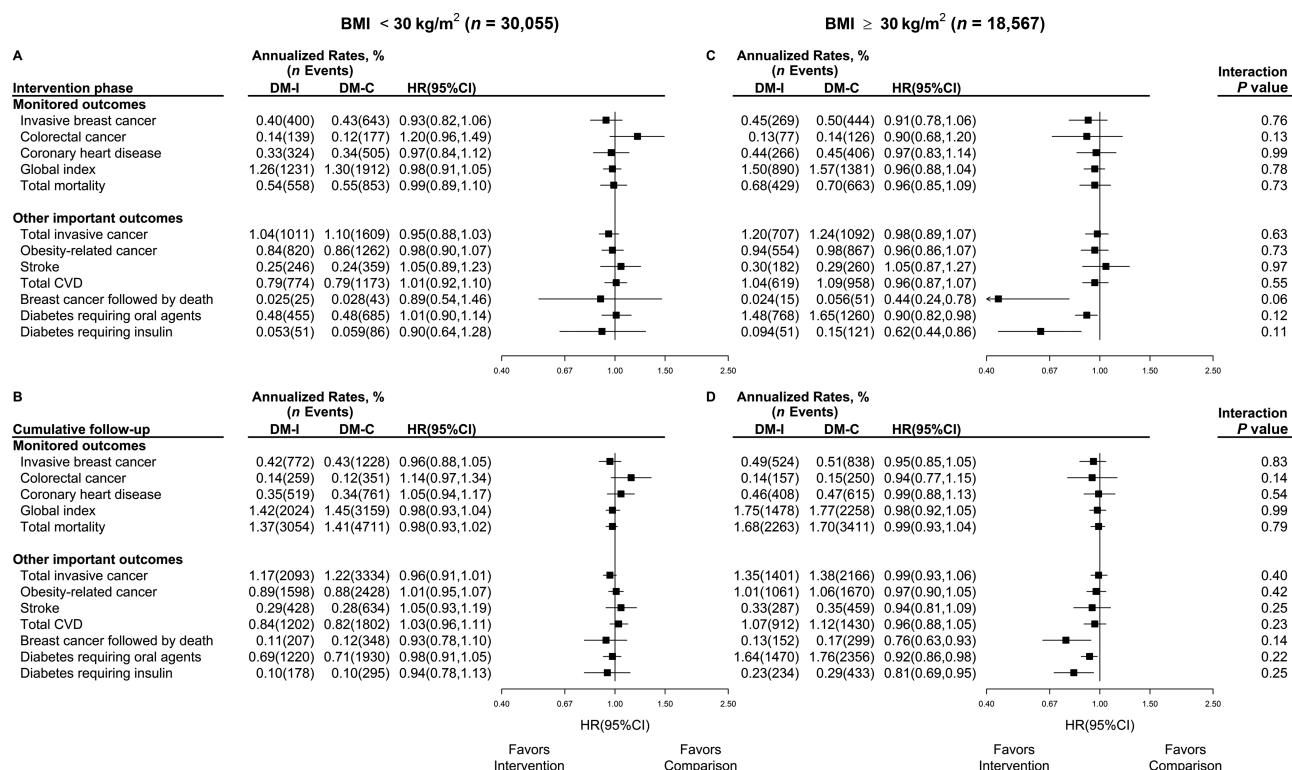 BMI < 30 kg/m² (n = 30,055) BMI ≥ 30 kg/m² (n = 18,567)
A Annualized Rates, % C Annualized Rates, %
(n Events) (n Events) Interaction
Intervention phase DM-I DM-C HR(95%CI) DM-I DM-C HR(95%CI) P value
Monitored outcomes
Invasive breast cancer 0.40(400) 0.43(643) 0.93(0.82,1.06) 0.45(269) 0.50(444) 0.91(0.78,1.06) 0.76
Colorectal cancer 0.14(139) 0.12(177) 1.20(0.96,1.49) 0.13(77) 0.14(126) 0.90(0.68,1.20) 0.13
Coronary heart disease 0.33(324) 0.34(505) 0.97(0.84,1.12) 0.44(266) 0.45(406) 0.97(0.83,1.14) 0.99
Global index 1.26(1231) 1.30(1912) 0.98(0.91,1.05) 1.50(890) 1.57(1381) 0.96(0.88,1.04) 0.78
Total mortality 0.54(558) 0.55(853) 0.99(0.89,1.10) 0.68(429) 0.70(663) 0.96(0.85,1.09) 0.73
Other important outcomes
Total invasive cancer 1.04(1011) 1.10(1609) 0.95(0.88,1.03) 1.20(707) 1.24(1092) 0.98(0.89,1.07) 0.63
Obesity-related cancer 0.84(820) 0.86(1262) 0.98(0.90,1.07) 0.94(554) 0.98(867) 0.96(0.86,1.07) 0.73
Stroke 0.25(246) 0.24(359) 1.05(0.89,1.23) 0.30(182) 0.29(260) 1.05(0.87,1.27) 0.97
Total CVD 0.79(774) 0.79(1173) 1.01(0.92,1.10) 1.04(619) 1.09(958) 0.96(0.87,1.07) 0.55
Breast cancer followed by death 0.025(25) 0.028(43) 0.89(0.54,1.46) 0.024(15) 0.056(51) 0.44(0.24,0.78) 0.06
Diabetes requiring oral agents 0.48(455) 0.48(685) 1.01(0.90,1.14) 1.48(768) 1.65(1260) 0.90(0.82,0.98) 0.12
Diabetes requiring insulin 0.053(51) 0.059(86) 0.90(0.64,1.28) 0.094(51) 0.15(121) 0.62(0.44,0.86) 0.11
0.40 0.67 1.00 1.50 2.50 0.40 0.67 1.00 1.50 2.50
B Annualized Rates, % D Annualized Rates, %
(n Events) (n Events) Interaction
Cumulative follow-up DM-I DM-C HR(95%CI) DM-I DM-C HR(95%CI) P value
Monitored outcomes
Invasive breast cancer 0.42(772) 0.43(1228) 0.96(0.88,1.05) 0.49(524) 0.51(838) 0.95(0.85,1.05) 0.83
Colorectal cancer 0.14(259) 0.12(351) 1.14(0.97,1.34) 0.14(157) 0.15(250) 0.94(0.77,1.15) 0.14
Coronary heart disease 0.35(519) 0.34(761) 1.05(0.94,1.17) 0.46(408) 0.47(615) 0.99(0.88,1.13) 0.54
Global index 1.42(2024) 1.45(3159) 0.98(0.93,1.04) 1.75(1478) 1.77(2258) 0.98(0.92,1.05) 0.99
Total mortality 1.37(3054) 1.41(4711) 0.98(0.93,1.02) 1.68(2263) 1.70(3411) 0.99(0.93,1.04) 0.79
Other important outcomes
Total invasive cancer 1.17(2093) 1.22(3334) 0.96(0.91,1.01) 1.35(1401) 1.38(2166) 0.99(0.93,1.06) 0.40
Obesity-related cancer 0.89(1598) 0.88(2428) 1.01(0.95,1.07) 1.01(1061) 1.06(1670) 0.97(0.90,1.05) 0.42
Stroke 0.29(428) 0.28(634) 1.05(0.93,1.19) 0.33(287) 0.35(459) 0.94(0.81,1.09) 0.25
Total CVD 0.84(1202) 0.82(1802) 1.03(0.96,1.11) 1.07(912) 1.12(1430) 0.96(0.88,1.05) 0.23
Breast cancer followed by death 0.11(207) 0.12(348) 0.93(0.78,1.10) 0.13(152) 0.17(299) 0.76(0.63,0.93) 0.14
Diabetes requiring oral agents 0.69(1220) 0.71(1930) 0.98(0.91,1.05) 1.64(1470) 1.76(2356) 0.92(0.86,0.98) 0.22
Diabetes requiring insulin 0.10(178) 0.10(295) 0.94(0.78,1.13) 0.23(234) 0.29(433) 0.81(0.69,0.95) 0.25
0.40 0.67 1.00 1.50 2.50 0.40 0.67 1.00 1.50 2.50
HR(95%CI) HR(95%CI)
Favors Favors Favors Favors
Intervention Comparison Intervention Comparison